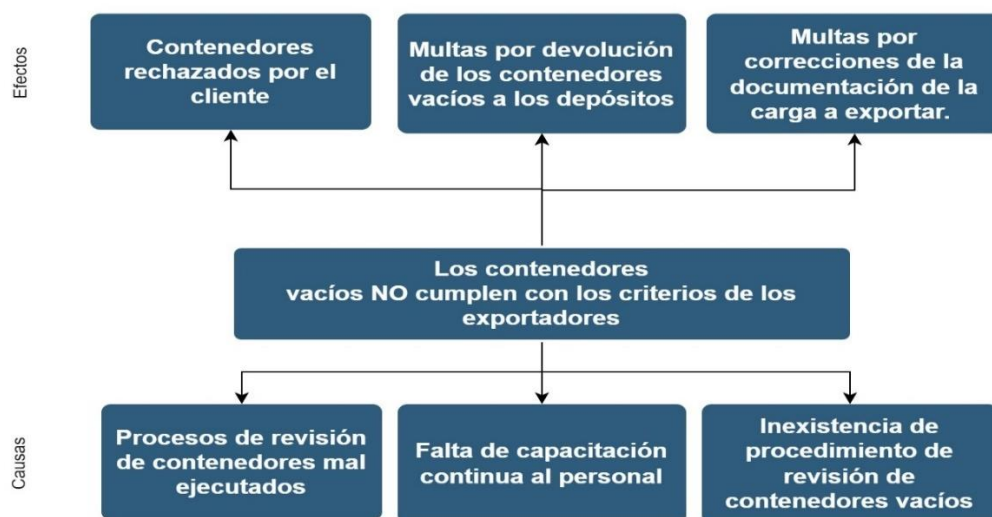 Efectos
Contenedores
rechazados por el
cliente
Multas por devolución
de los contenedores
vacíos a los depósitos
Multas por
correcciones de la
documentación de la
carga a exportar.
Los contenedores
vacíos NO cumplen con los criterios de los
exportadores
Causas
Procesos de revisión
de contenedores mal
ejecutados
Falta de capacitación
continua al personal
Inexistencia de
procedimiento de
revisión de
contenedores vacíos